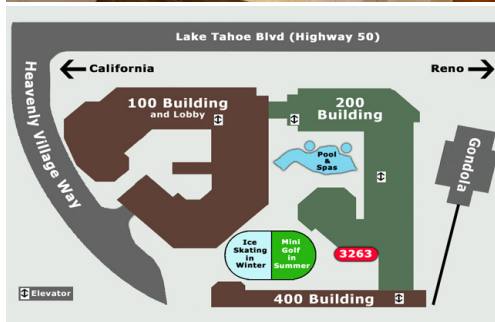 Lake Tahoe Blvd (Highway 50)
California
Reno
Heavenly Village Way
100 Building
and Lobby
200
Building
Pool
&
Spas
Gondola
Ice
Skating
in
Winter
Mini
Golf
in
Summer
3263
Elevator
400 Building